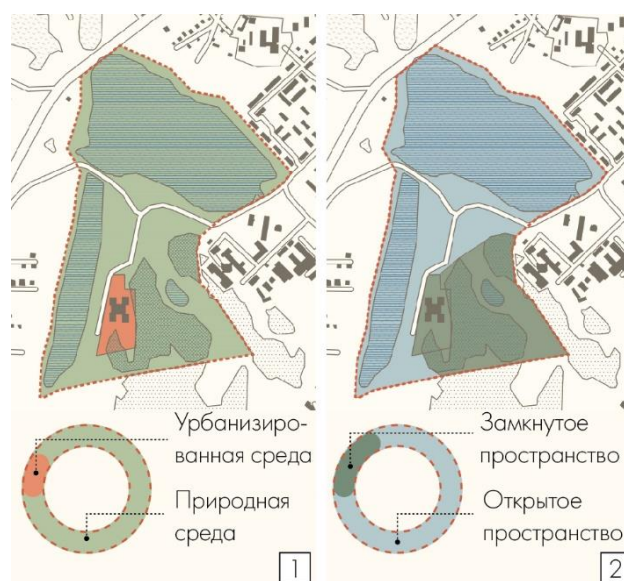 Урбанизиро-
ванная среда
Природная
среда
1
Замкнутое
пространство
Открытое
пространство
2